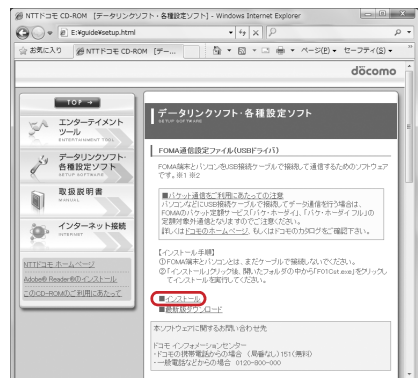 NTTドコモ CD-ROM [データリンクソフト・各種設定ソフト] - Windows Internet Explorer
E:¥guide¥setup.html
お気に入り
NTTドコモ CD-ROM [デー...
ページ(P)
セーフティ(S)
döcomo
TOP
エンターテイメント
ツール
ENTERTAINMENT TOOL
データリンクソフト・
各種設定ソフト
SETUP SOFTWARE
取扱説明書
MANUAL
インターネット接続
INTERNET
NTTドコモ ホームページ
Adobe® Reader®のインストール
このCD-ROMのご利用にあたって
データリンクソフト・各種設定ソフト
SETUP SOFTWARE
FOMA通信設定ファイル(USBドライバ)
FOMA端末とパソコンをUSB接続ケーブルで接続して通信するためのソフトウェア
です。※1 ※2
■パケット通信をご利用にあたっての注意
パソコンなどにUSB接続ケーブルで接続してデータ通信を行う場合は、
FOMAのパケット定額サービス「パケ・ホーダイ」、「パケ・ホーダイフル」の
定額対象外通信となりますのでご注意ください。
詳しくはドコモのホームページ、もしくはドコモのカタログをご確認下さい。
【インストール手順】
①FOMA端末とパソコンとは、まだケーブルで接続しないでください。
②「インストール」クリック後、開いたフォルダの中から「F01Cst.exe」をクリックし
てインストールを実行してください。
■インストール
■最新版ダウンロード
本ソフトウェアに関するお問い合わせ先
ドコモ インフォメーションセンター
・ドコモの携帯電話からの場合 (局番なし)151(無料)
・一般電話などからの場合 0120-800-000